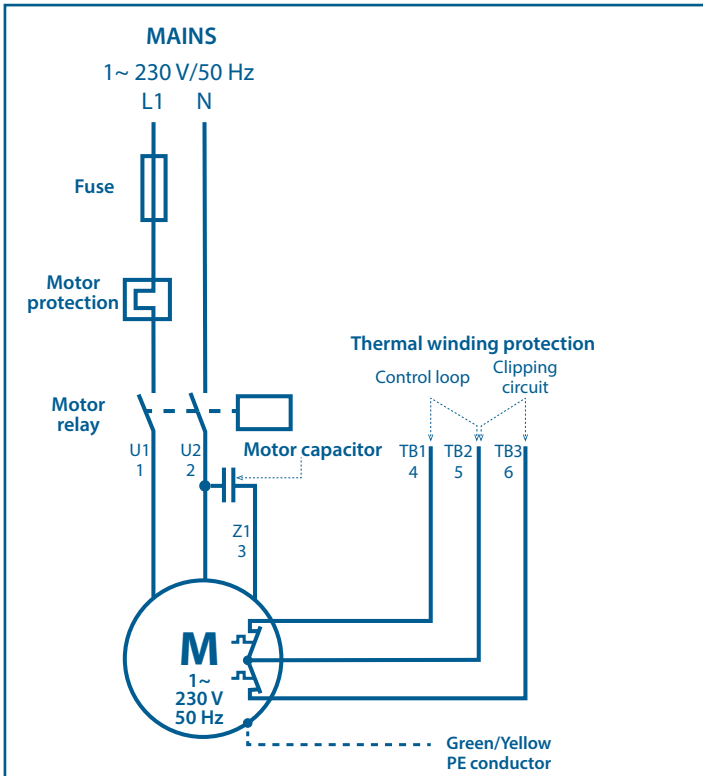 MAINS
1~ 230 V/50 Hz
L1 N
Fuse
Motor
protection
Thermal winding protection
Control loop
Clipping
circuit
Motor
relay
U1 U2
1 2
Motor capacitor
TB1 TB2 TB3
4 5 6
Z1
3
M
1~
230 V
50 Hz
Green/Yellow
PE conductor